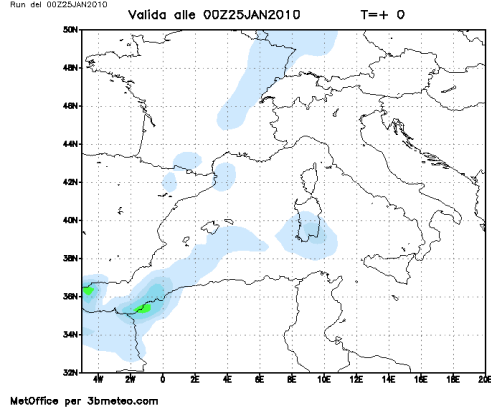 Run del 00Z25JAN2010
Valida alle 00Z25JAN2010 T=+ 0
50N
48N
46N
44N
42N
40N
38N
36N
34N
32N
4W 2W 0 2E 4E 6E 8E 10E 12E 14E 16E 18E 20E
MetOffice per 3bmeteo.com